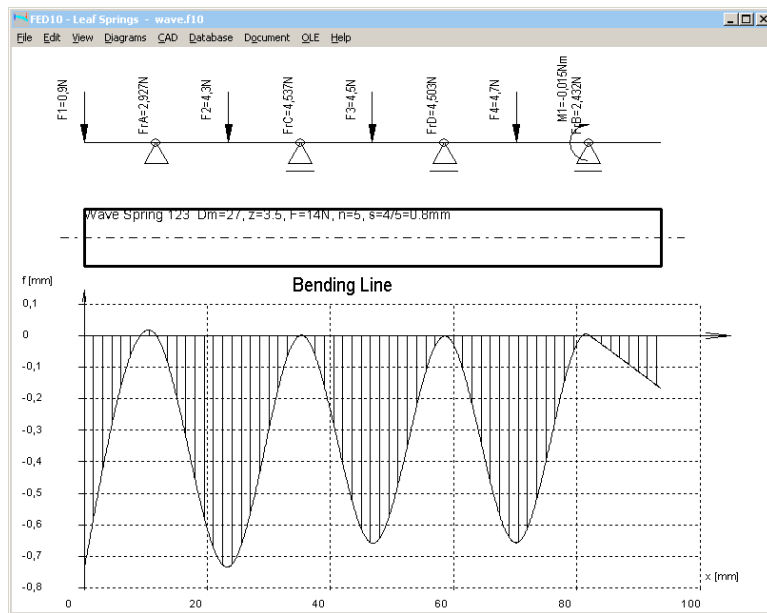 FED10 - Leaf Springs - wave.f10
File Edit View Diagrams CAD Database Document OLE Help
F1=0,9N
FrA=2,927N
F2=4,3N
FrC=4,537N
F3=4,5N
FrD=4,503N
F4=4,7N
M1=-0,015Nm
FrB=2,432N
Wave Spring 123 Dm=27, z=3.5, F=14N, n=5, s=4/5=0.8mm
Bending Line
f [mm]
0,1
0
-0,1
-0,2
-0,3
-0,4
-0,5
-0,6
-0,7
-0,8
x [mm]
0 20 40 60 80 100